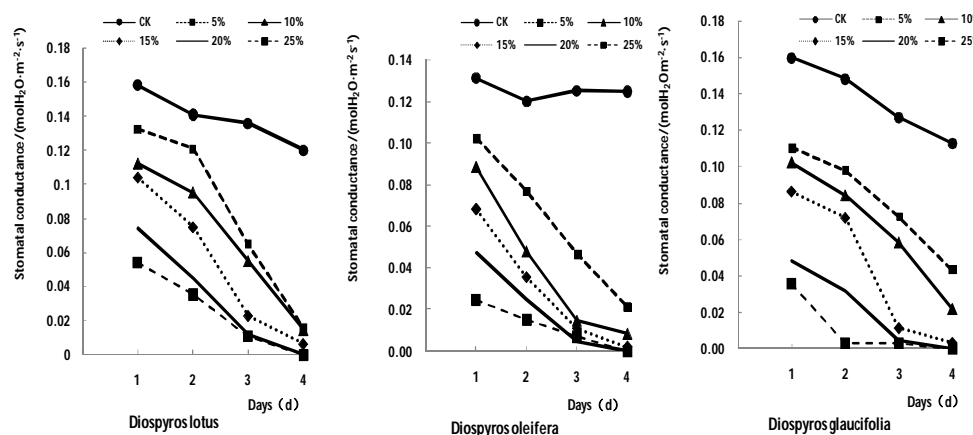 CK 5% 10%
15% 20% 25%
Stomatal conductance/(molH₂O·m⁻²·s⁻¹)
0.18
0.16
0.14
0.12
0.1
0.08
0.06
0.04
0.02
0
1 2 3 4
Days（d）
Diospyros lotus
CK 5% 10%
15% 20% 25%
Stomatal conductance/(molH₂O·m⁻²·s⁻¹)
0.14
0.12
0.10
0.08
0.06
0.04
0.02
0.00
1 2 3 4
Days（d）
Diospyros oleifera
CK 5% 10%
15% 20% 25
Stomatal conductance/(molH₂Om⁻²·s⁻¹)
0.18
0.16
0.14
0.12
0.10
0.08
0.06
0.04
0.02
0.00
1 2 3 4
Days（d）
Diospyros glaucifolia